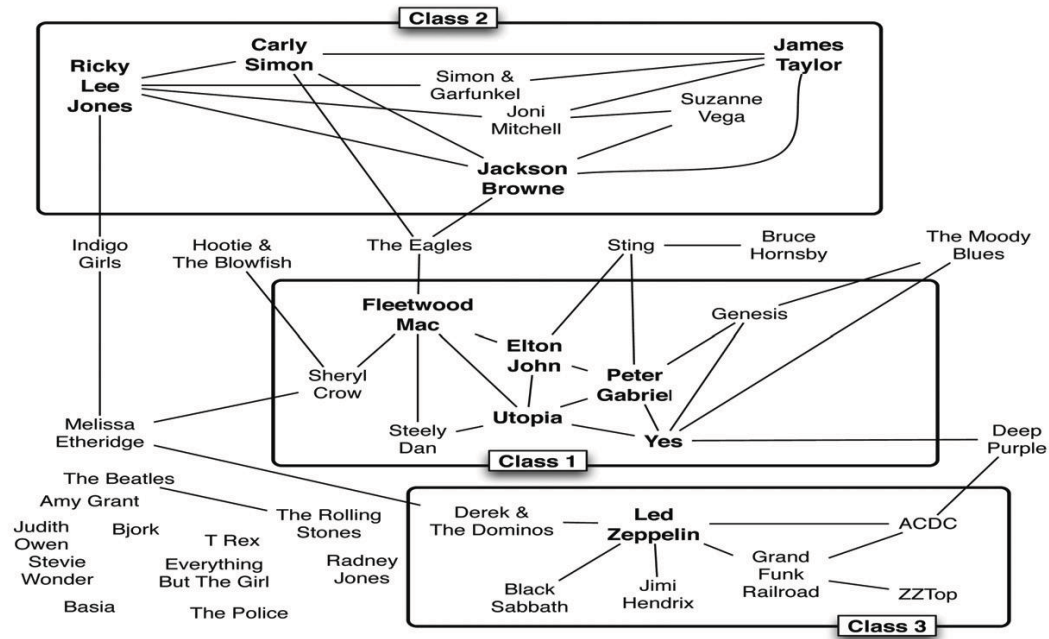 Class 2
Carly
Simon
James
Taylor
Ricky
Lee
Jones
Simon &
Garfunkel
Joni
Mitchell
Suzanne
Vega
Jackson
Browne
Indigo
Girls
Hootie &
The Blowfish
The Eagles
Sting
Bruce
Hornsby
The Moody
Blues
Fleetwood
Mac
Genesis
Elton
John
Peter
Gabriel
Sheryl
Crow
Utopia
Yes
Steely
Dan
Class 1
Melissa
Etheridge
Deep
Purple
The Beatles
Amy Grant
Judith
Owen
Bjork
Stevie
Wonder
T Rex
The Rolling
Stones
Everything
But The Girl
Radney
Jones
Basia
The Police
Derek &
The Dominos
Led
Zeppelin
ACDC
Black
Sabbath
Jimi
Hendrix
Grand
Funk
Railroad
ZZTop
Class 3